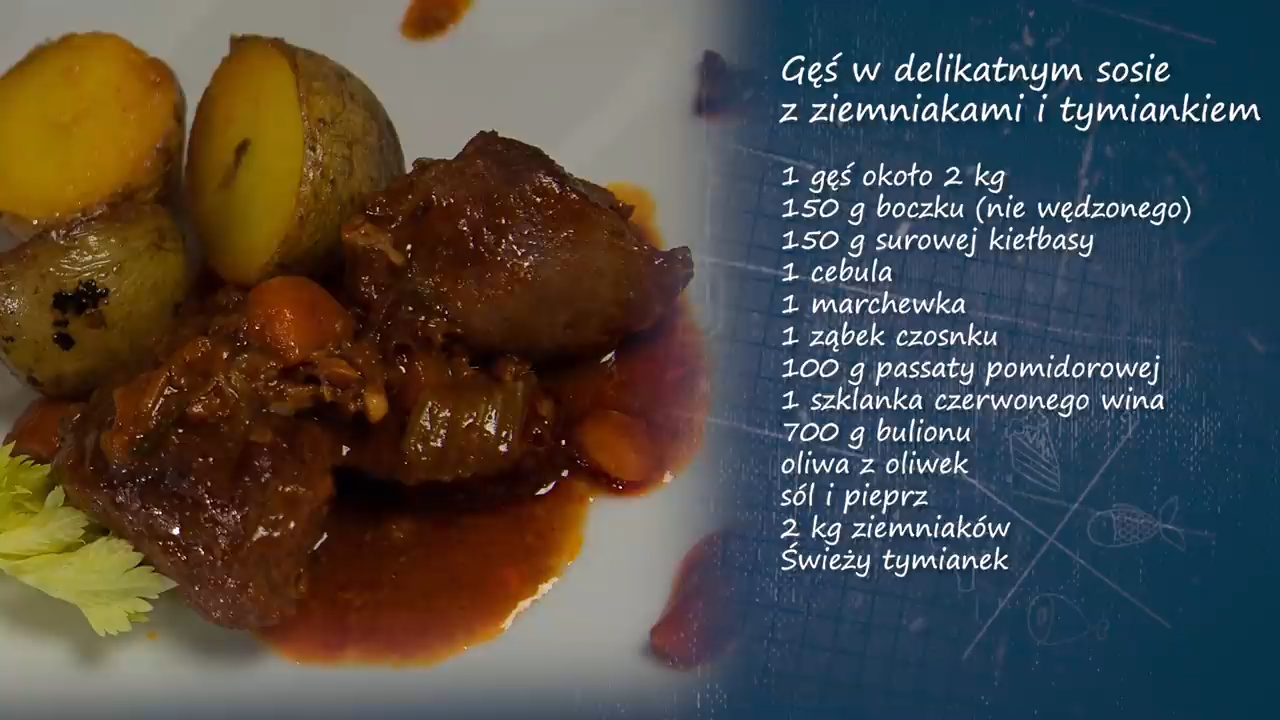 Gęś w delikatnym sosie
z ziemniakami i tymiankiem
1 gęś około 2 kg
150 g boczku (nie wędzonego)
150 g surowej kiełbasy
1 cebula
1 marchewka
1 ząbek czosnku
100 g passaty pomidorowej
1 szklanka czerwonego wina
700 g bulionu
oliwa z oliwek
sól i pieprz
2 kg ziemniaków
Świeży tymianek